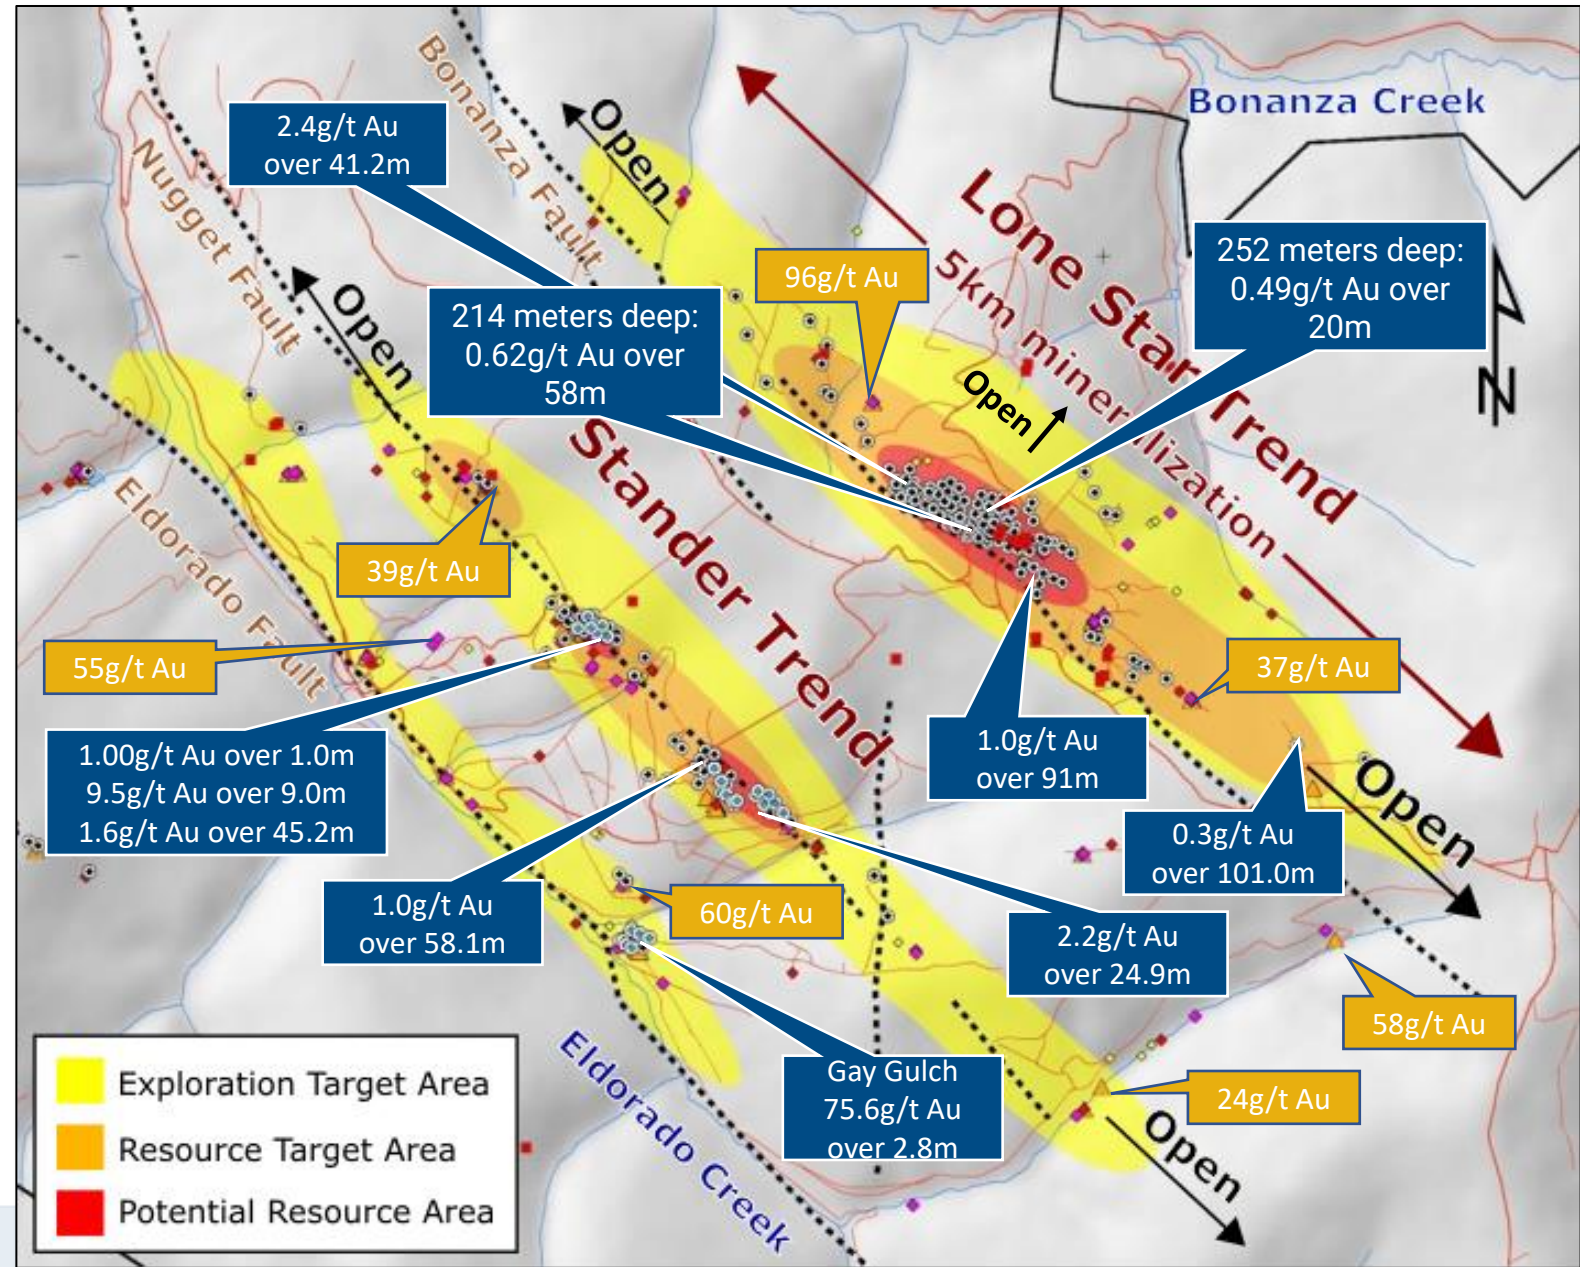 Bonanza Creek
Bonanza Fault
Open
2.4g/t Au
over 41.2m
Nugget Fault
Lone Star Trend
5km mineralization
252 meters deep:
0.49g/t Au over
20m
96g/t Au
Open
214 meters deep:
0.62g/t Au over
58m
Open
N
Stander Trend
Eldorado Fault
39g/t Au
55g/t Au
37g/t Au
1.00g/t Au over 1.0m
9.5g/t Au over 9.0m
1.6g/t Au over 45.2m
1.0g/t Au
over 91m
Open
0.3g/t Au
over 101.0m
1.0g/t Au
over 58.1m
60g/t Au
2.2g/t Au
over 24.9m
58g/t Au
Gay Gulch
75.6g/t Au
over 2.8m
24g/t Au
Open
Eldorado Creek
Exploration Target Area
Resource Target Area
Potential Resource Area